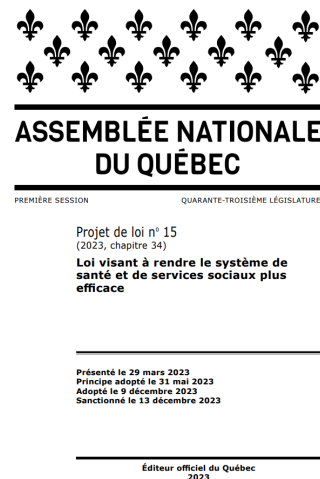 ASSEMBLÉE NATIONALE
DU QUÉBEC
PREMIÈRE SESSION QUARANTE-TROISIÈME LÉGISLATURE
Projet de loi nº 15
(2023, chapitre 34)
Loi visant à rendre le système de
santé et de services sociaux plus
efficace
Présenté le 29 mars 2023
Principe adopté le 31 mai 2023
Adopté le 9 décembre 2023
Sanctionné le 13 décembre 2023
Éditeur officiel du Québec
2023